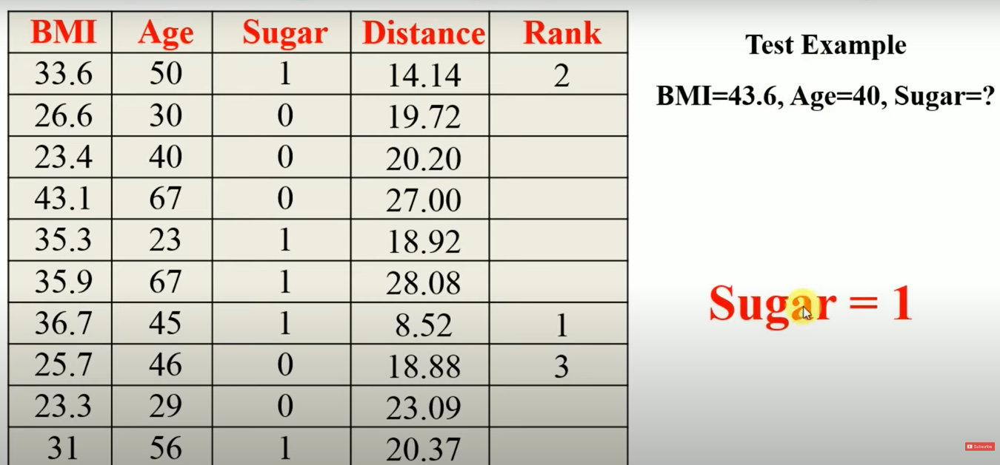 BMI Age Sugar Distance Rank
33.6 50 1 14.14 2
26.6 30 0 19.72
23.4 40 0 20.20
43.1 67 0 27.00
35.3 23 1 18.92
35.9 67 1 28.08
36.7 45 1 8.52 1
25.7 46 0 18.88 3
23.3 29 0 23.09
31 56 1 20.37
Test Example
BMI=43.6, Age=40, Sugar=?
Sugar = 1
Subscribe